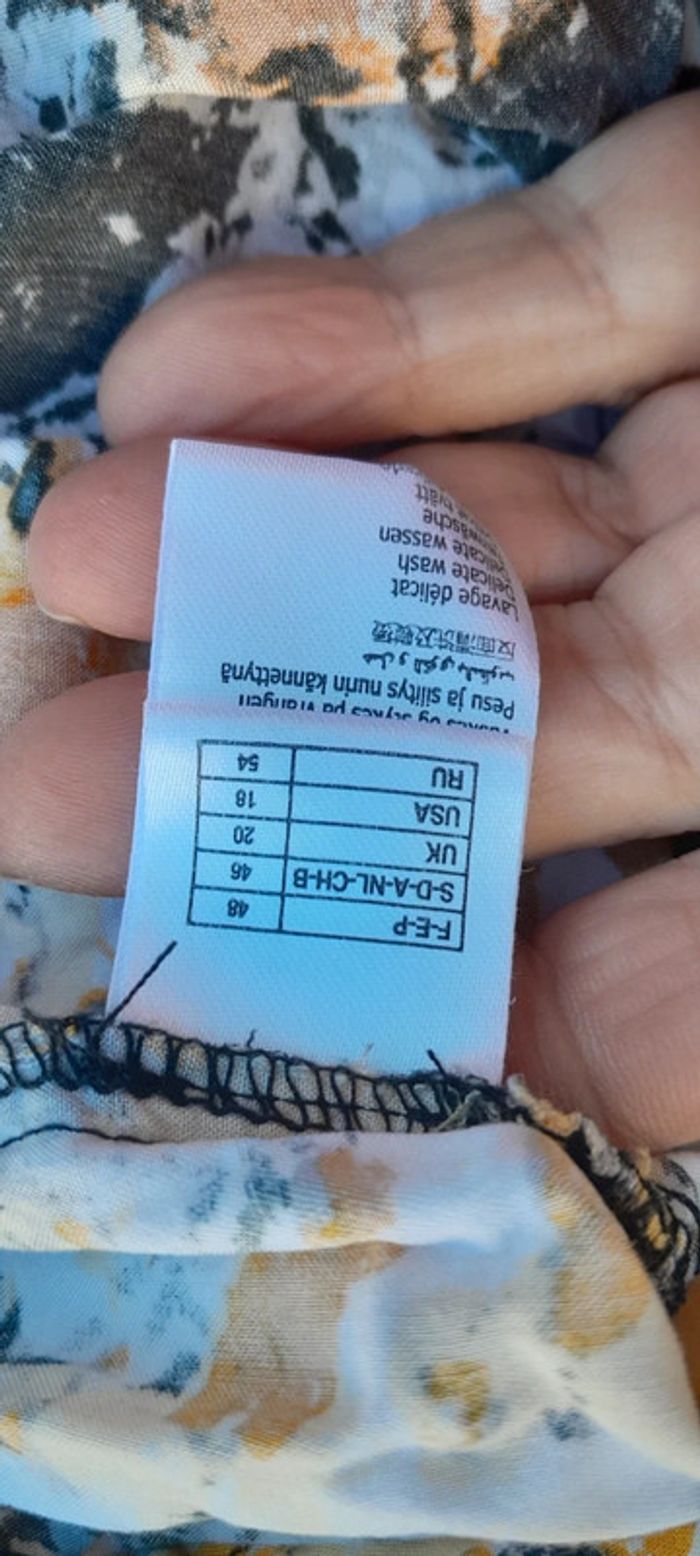 F-E-P 48
S-D-A-NL-CH-B 46
UK 20
USA 18
RU 54
og strykes på vrangen
Pesu ja silitys nurin kännettynä
Lavage délicat
Delicate wash
Delicate wassen
tvätt